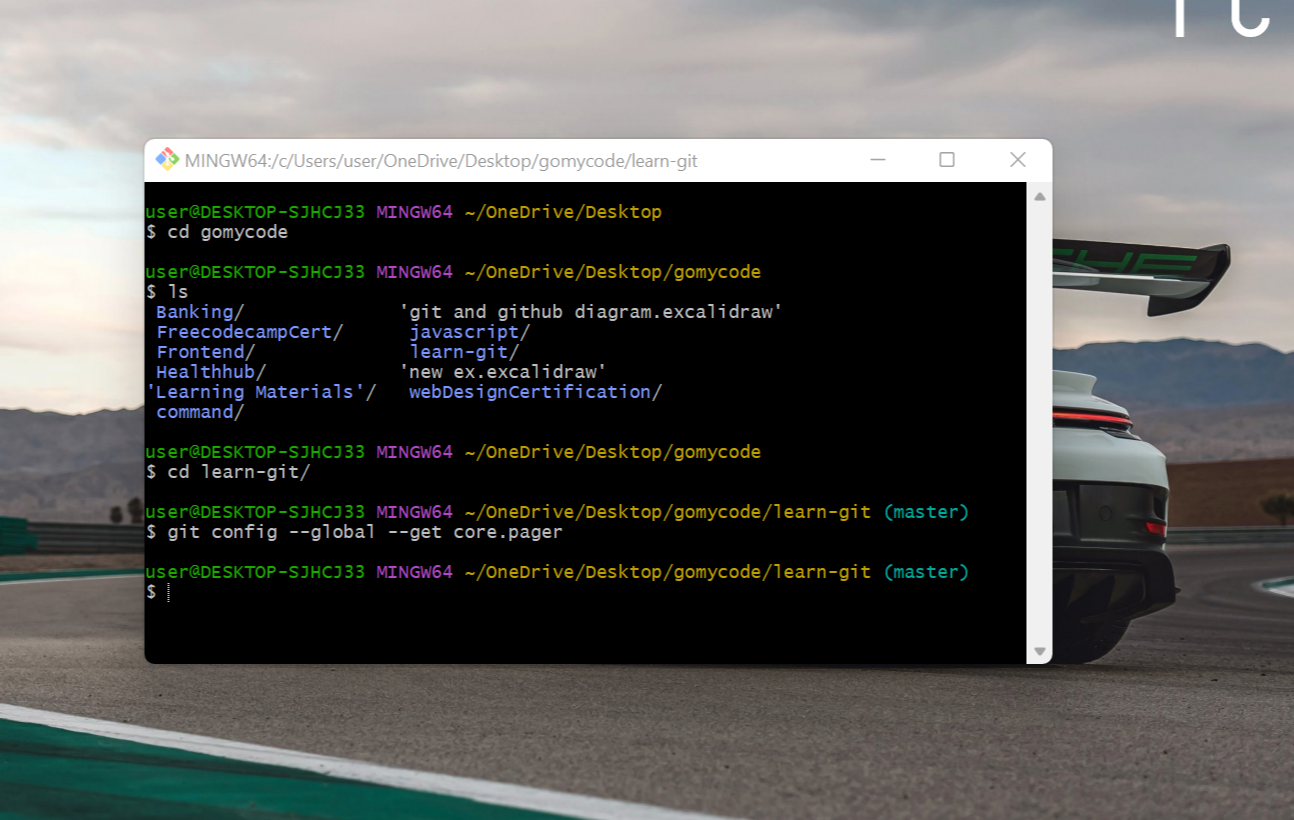 MINGW64:/c/Users/user/OneDrive/Desktop/gomycode/learn-git
user@DESKTOP-SJHCJ33 MINGW64 ~/OneDrive/Desktop
$ cd gomycode
user@DESKTOP-SJHCJ33 MINGW64 ~/OneDrive/Desktop/gomycode
$ ls
Banking/ 'git and github diagram.excalidraw'
FreecodecampCert/ javascript/
Frontend/ learn-git/
Healthhub/ 'new ex.excalidraw'
'Learning Materials'/ webDesignCertification/
command/
user@DESKTOP-SJHCJ33 MINGW64 ~/OneDrive/Desktop/gomycode
$ cd learn-git/
user@DESKTOP-SJHCJ33 MINGW64 ~/OneDrive/Desktop/gomycode/learn-git (master)
$ git config --global --get core.pager
user@DESKTOP-SJHCJ33 MINGW64 ~/OneDrive/Desktop/gomycode/learn-git (master)
$